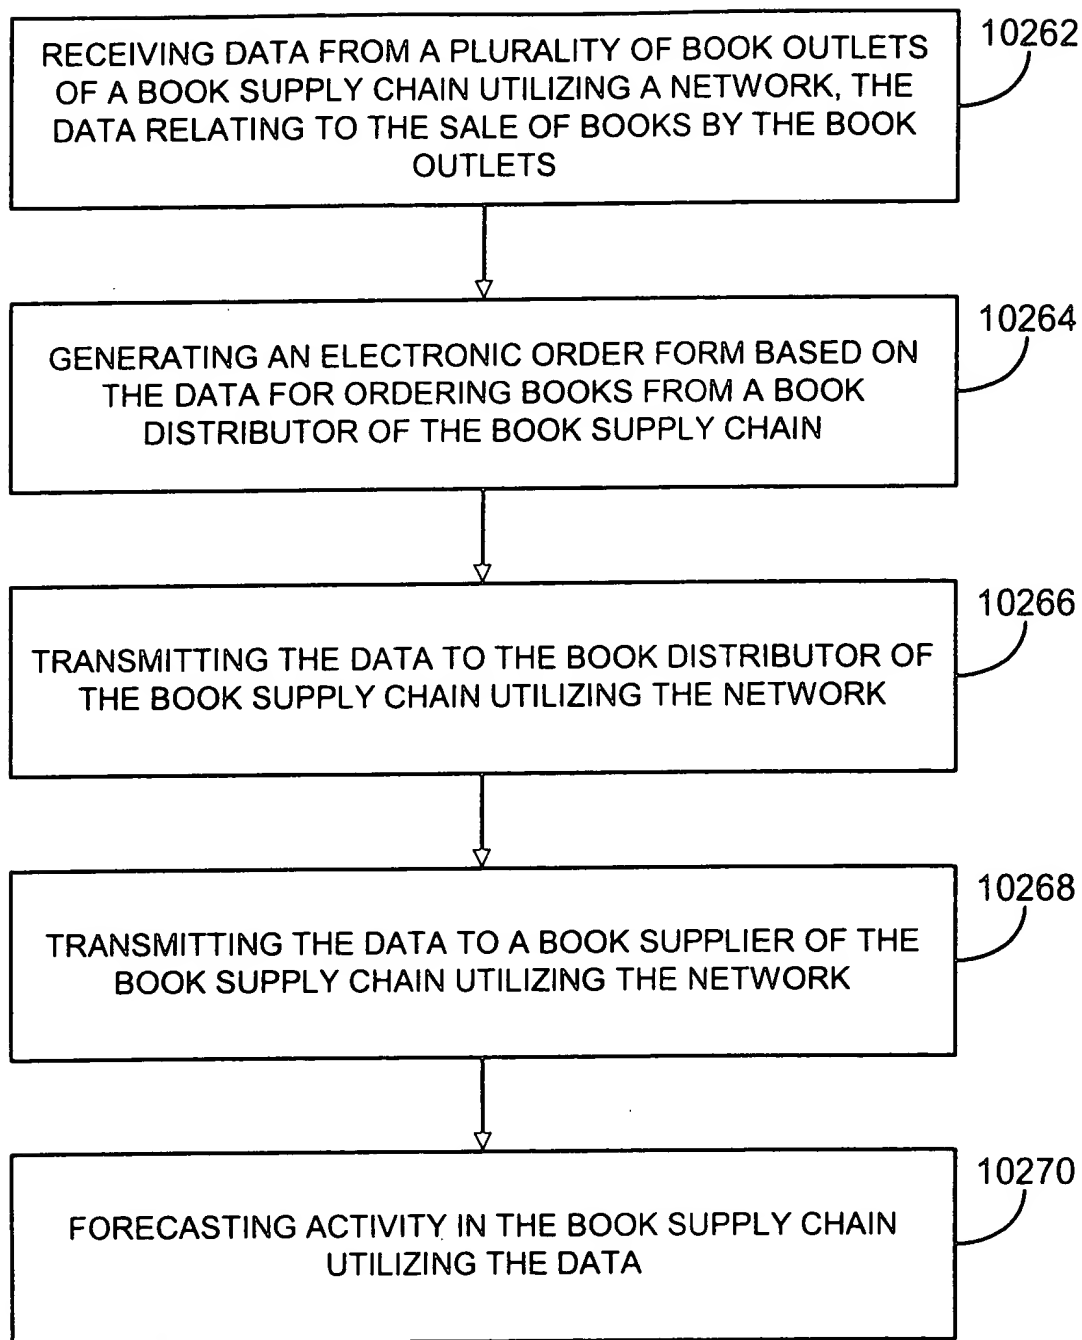 RECEIVING DATA FROM A PLURALITY OF BOOK OUTLETS
OF A BOOK SUPPLY CHAIN UTILIZING A NETWORK, THE
DATA RELATING TO THE SALE OF BOOKS BY THE BOOK
OUTLETS
10262
GENERATING AN ELECTRONIC ORDER FORM BASED ON
THE DATA FOR ORDERING BOOKS FROM A BOOK
DISTRIBUTOR OF THE BOOK SUPPLY CHAIN
10264
TRANSMITTING THE DATA TO THE BOOK DISTRIBUTOR OF
THE BOOK SUPPLY CHAIN UTILIZING THE NETWORK
10266
TRANSMITTING THE DATA TO A BOOK SUPPLIER OF THE
BOOK SUPPLY CHAIN UTILIZING THE NETWORK
10268
FORECASTING ACTIVITY IN THE BOOK SUPPLY CHAIN
UTILIZING THE DATA
10270